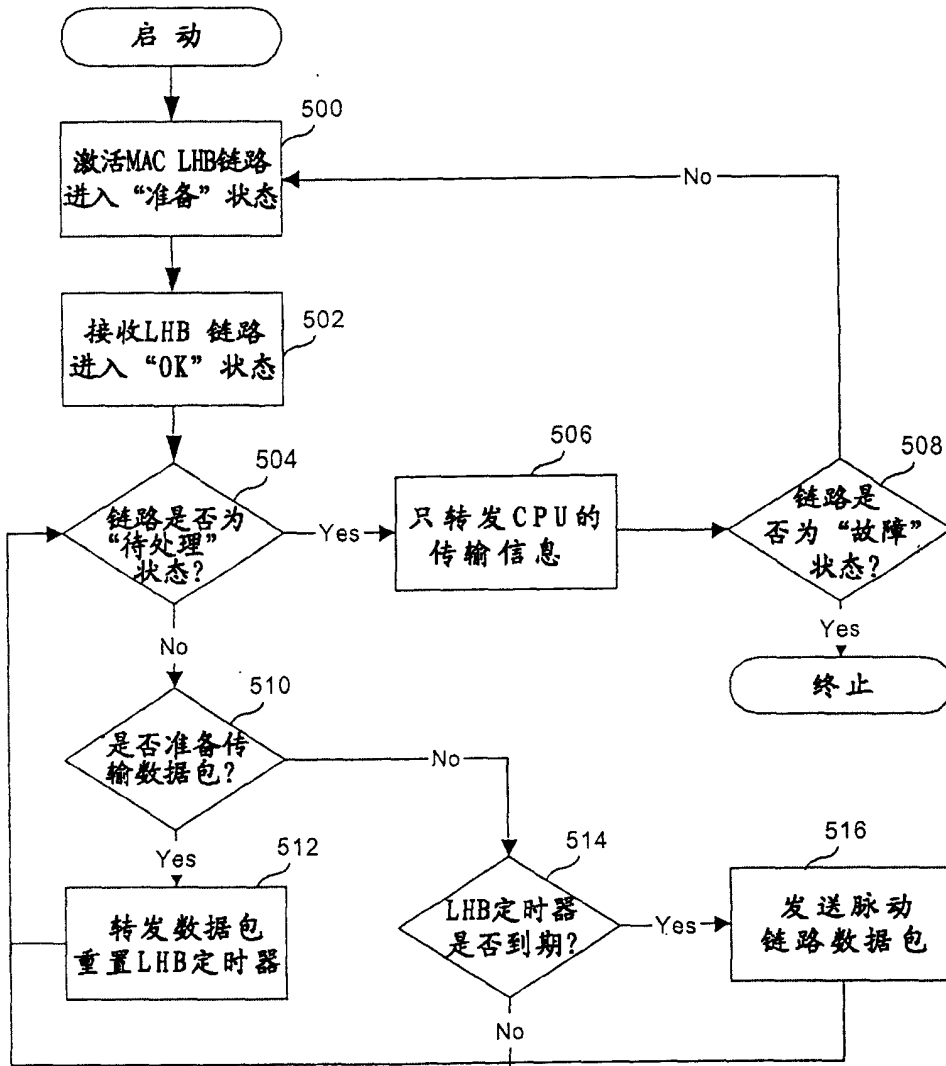 启动
500
激活MAC LHB链路
进入“准备”状态
No
502
接收LHB 链路
进入“OK”状态
504
链路是否为
“待处理”
状态?
Yes
506
只转发CPU的
传输信息
508
链路是
否为“故障”
状态?
Yes
终止
No
510
是否准备传
输数据包?
No
Yes
512
转发数据包
重置LHB定时器
514
LHB定时器
是否到期?
Yes
516
发送脉动
链路数据包
No